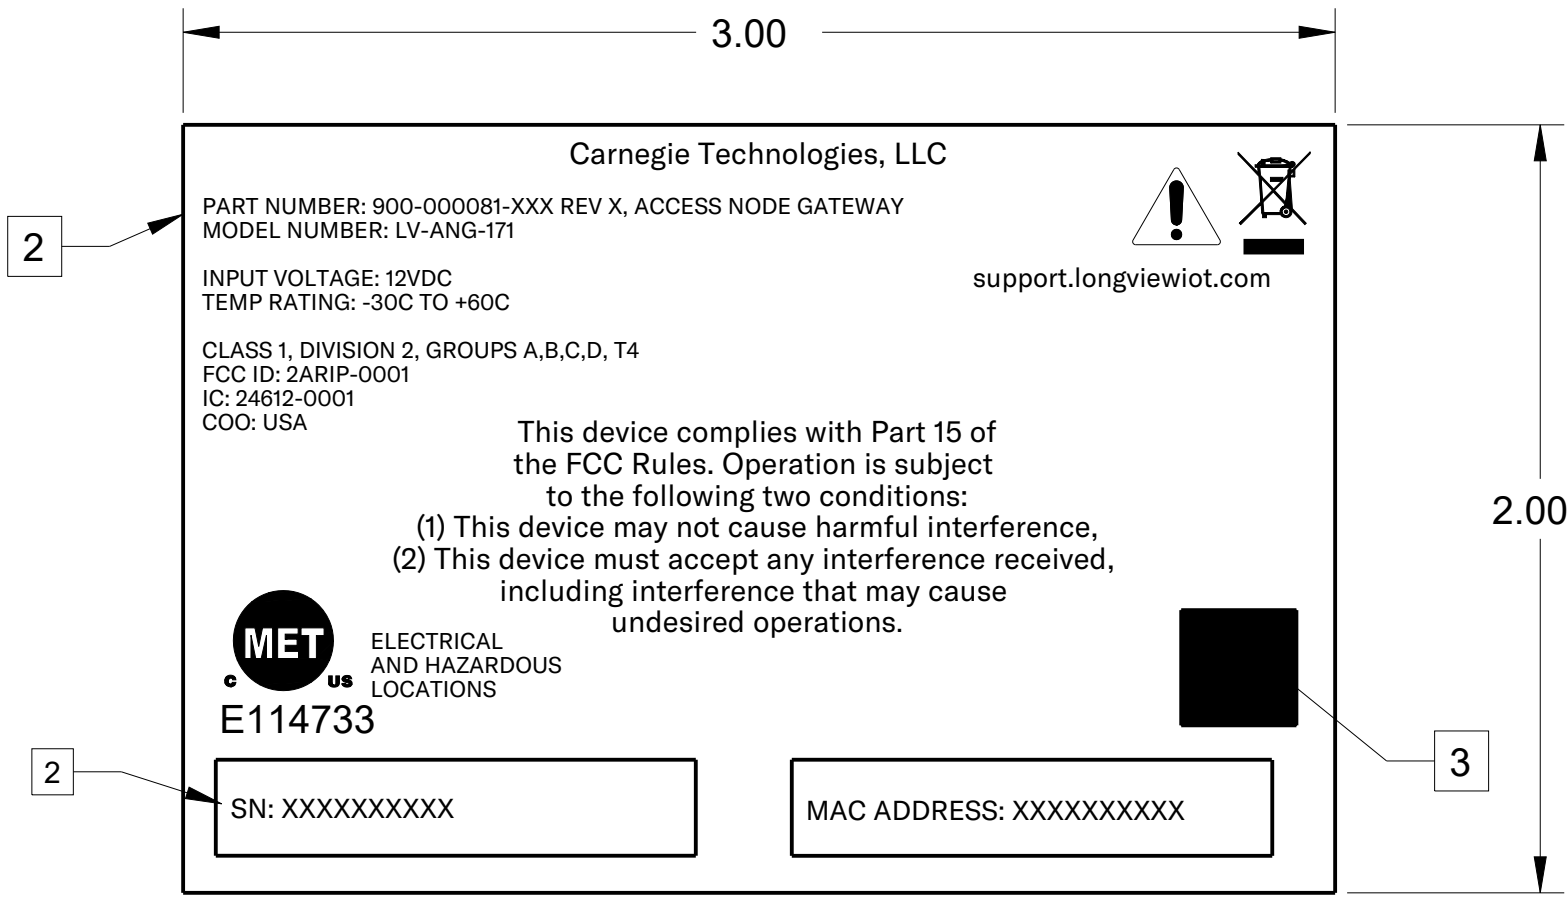 3.00
Carnegie Technologies, LLC
PART NUMBER: 900-000081-XXX REV X, ACCESS NODE GATEWAY
MODEL NUMBER: LV-ANG-171
2
INPUT VOLTAGE: 12VDC
TEMP RATING: -30C TO +60C
support.longviewiot.com
CLASS 1, DIVISION 2, GROUPS A,B,C,D, T4
FCC ID: 2ARIP-0001
IC: 24612-0001
COO: USA
This device complies with Part 15 of
the FCC Rules. Operation is subject
to the following two conditions:
(1) This device may not cause harmful interference,
(2) This device must accept any interference received,
including interference that may cause
undesired operations.
2.00
MET
C US
ELECTRICAL
AND HAZARDOUS
LOCATIONS
E114733
3
2
SN: XXXXXXXXXX
MAC ADDRESS: XXXXXXXXXX